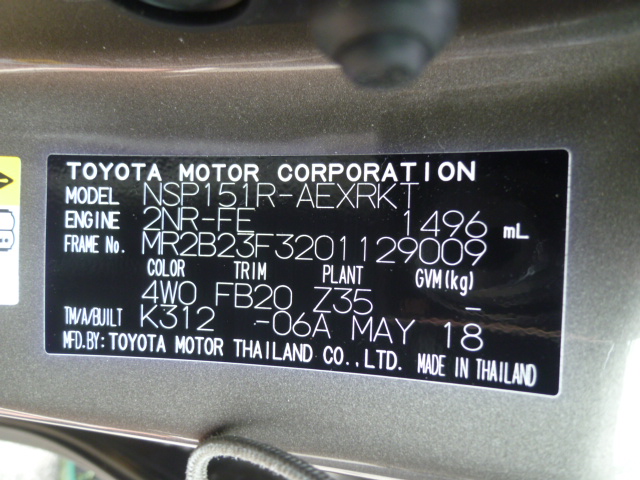 TOYOTA MOTOR CORPORATION
MODEL NSP151R-AEXRKT
ENGINE 2NR-FE 1496 mL
FRAME No. MR2B23F3201129009
COLOR TRIM PLANT GVM(kg)
4W0 FB20 Z35 -
TM/A/BUILT K312 -06A MAY 18
MFD.BY: TOYOTA MOTOR THAILAND CO.,LTD. MADE IN THAILAND